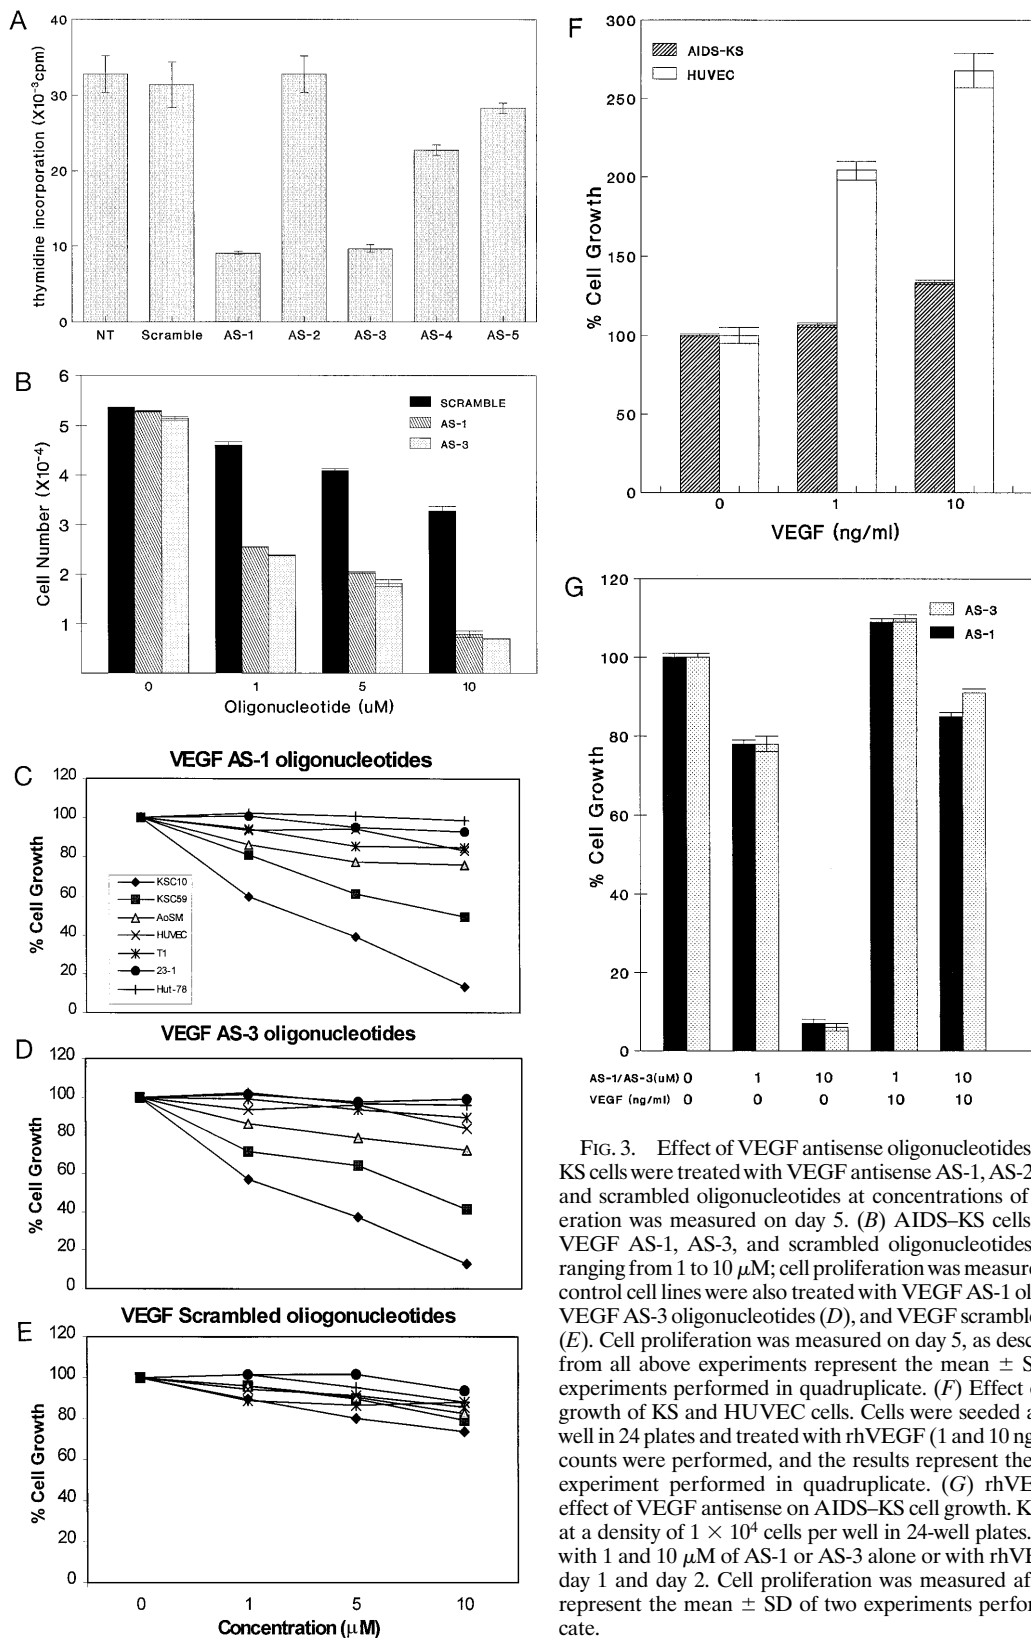 A
thymidine incorporation (X10⁻³cpm)
40
30
20
10
0
NT Scramble AS-1 AS-2 AS-3 AS-4 AS-5
B
Cell Number (X10⁻⁴)
6
5
4
3
2
1
SCRAMBLE
AS-1
AS-3
0 1 5 10
Oligonucleotide (uM)
C
VEGF AS-1 oligonucleotides
% Cell Growth
120
100
80
60
40
20
0
KSC10
KSC59
AoSM
HUVEC
T1
23-1
Hut-78
D
VEGF AS-3 oligonucleotides
% Cell Growth
120
100
80
60
40
20
0
E
VEGF Scrambled oliogonucleotides
% Cell Growth
120
100
80
60
40
20
0
0 1 5 10
Concentration (μM)
F
% Cell Growth
300
250
200
150
100
50
0
AIDS-KS
HUVEC
0 1 10
VEGF (ng/ml)
G
% Cell Growth
120
100
80
60
40
20
0
AS-3
AS-1
AS-1/AS-3(uM) 0 1 10 1 10
VEGF (ng/ml) 0 0 0 10 10
FIG. 3. Effect of VEGF antisense oligonucleotides
KS cells were treated with VEGF antisense AS-1, AS-2
and scrambled oligonucleotides at concentrations of
eration was measured on day 5. (B) AIDS–KS cells
VEGF AS-1, AS-3, and scrambled oligonucleotides
ranging from 1 to 10 μM; cell proliferation was measure
control cell lines were also treated with VEGF AS-1 ol
VEGF AS-3 oligonucleotides (D), and VEGF scramble
(E). Cell proliferation was measured on day 5, as desc
from all above experiments represent the mean ± S
experiments performed in quadruplicate. (F) Effect
growth of KS and HUVEC cells. Cells were seeded a
well in 24 plates and treated with rhVEGF (1 and 10 ng
counts were performed, and the results represent the
experiment performed in quadruplicate. (G) rhVE
effect of VEGF antisense on AIDS–KS cell growth. K
at a density of 1 × 10⁴ cells per well in 24-well plates.
with 1 and 10 μM of AS-1 or AS-3 alone or with rhVE
day 1 and day 2. Cell proliferation was measured af
represent the mean ± SD of two experiments perfor
cate.